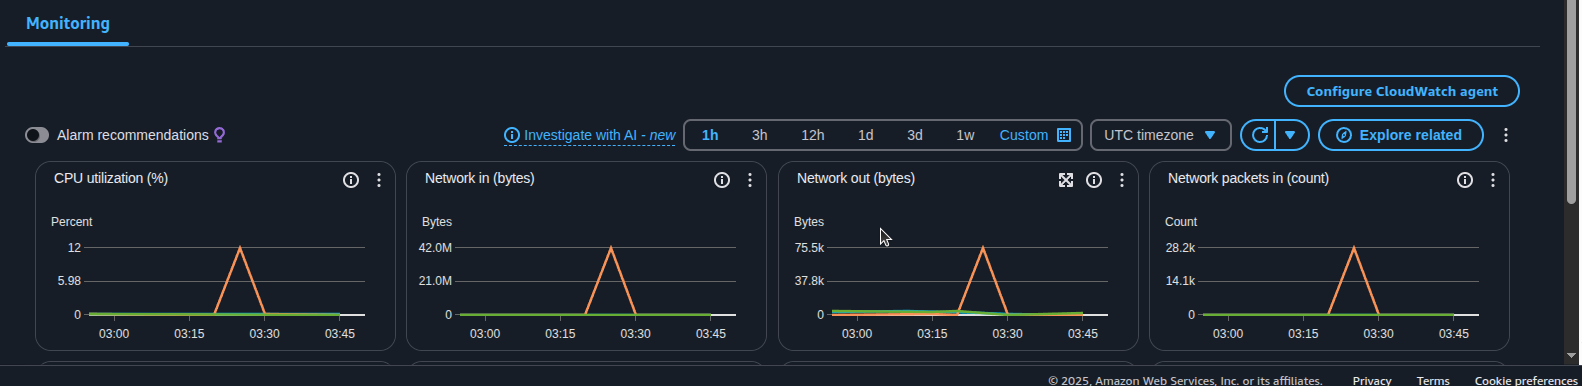 Monitoring
Configure CloudWatch agent
Alarm recommendations
Investigate with AI - new
1h 3h 12h 1d 3d 1w Custom
UTC timezone
Explore related
CPU utilization (%)
Percent
12
5.98
0
03:00 03:15 03:30 03:45
Network in (bytes)
Bytes
42.0M
21.0M
0
03:00 03:15 03:30 03:45
Network out (bytes)
Bytes
75.5k
37.8k
0
03:00 03:15 03:30 03:45
Network packets in (count)
Count
28.2k
14.1k
0
03:00 03:15 03:30 03:45
© 2025, Amazon Web Services, Inc. or its affiliates. Privacy Terms Cookie preferences